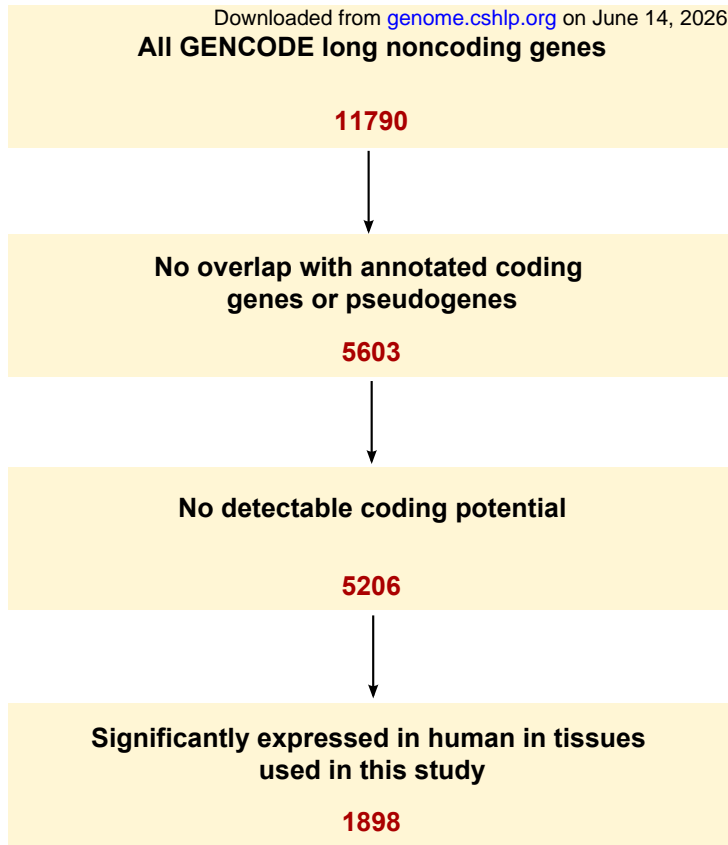 Downloaded from genome.cshlp.org on June 14, 2026
All GENCODE long noncoding genes
11790
No overlap with annotated coding
genes or pseudogenes
5603
No detectable coding potential
5206
Significantly expressed in human in tissues
used in this study
1898